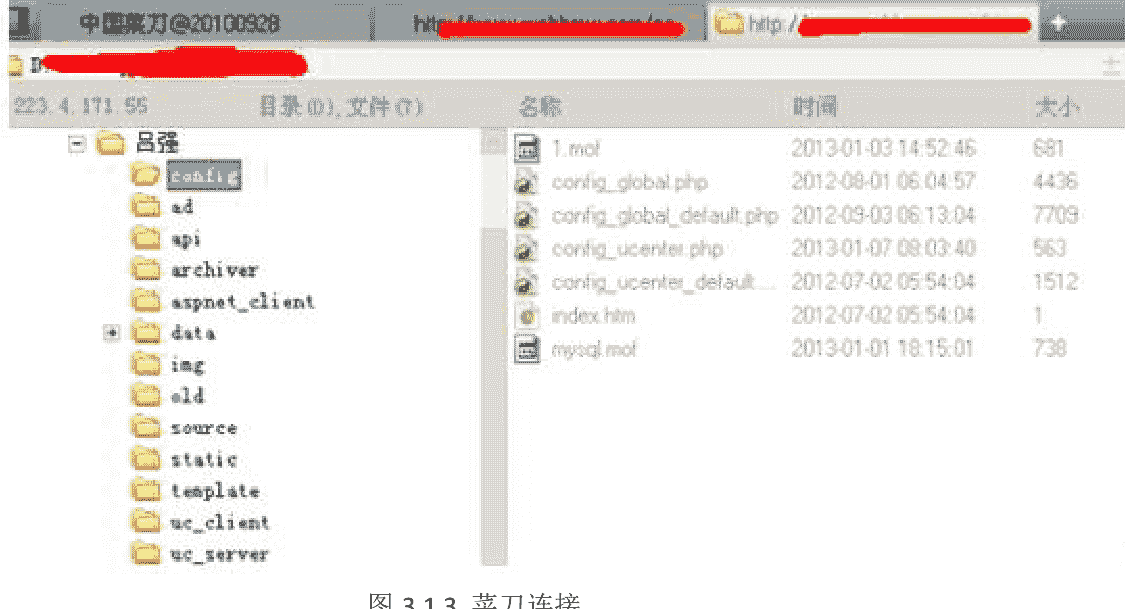 中国菜刀@20100928 http:/ http:/
D
223.4.171.55 目录(0),文件(7) 名称 时间 大小
吕强
config
ad
api
archiver
aspnet_client
data
img
old
source
static
template
uc_client
uc_server
1.mof 2013-01-03 14:52:46 681
config_global.php 2012-08-01 06:04:57 4436
config_global_default.php 2012-09-03 06:13:04 7709
config_ucenter.php 2013-01-07 08:03:40 563
config_ucenter_default... 2012-07-02 05:54:04 1512
index.htm 2012-07-02 05:54:04 1
mysql.mof 2013-01-01 18:15:01 738
图 3.1.3 菜刀连接